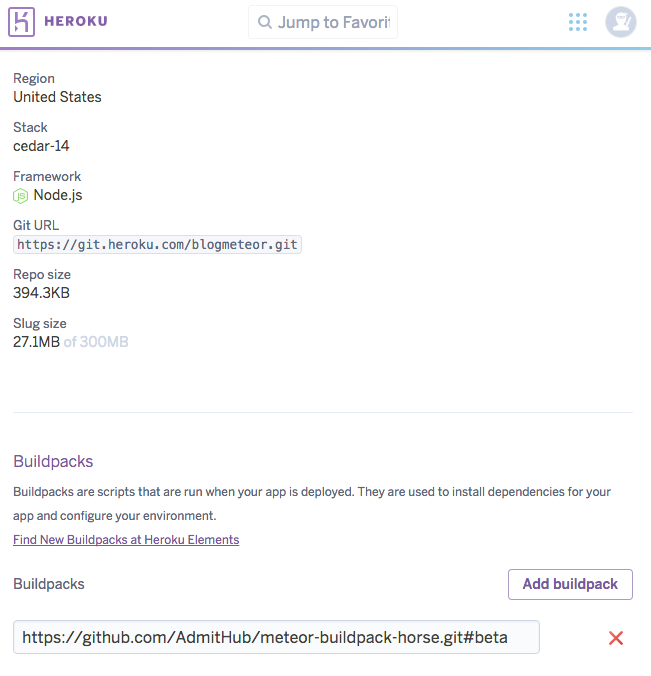 HEROKU
Jump to Favorit
Region
United States
Stack
cedar-14
Framework
JS Node.js
Git URL
https://git.heroku.com/blogmeteor.git
Repo size
394.3KB
Slug size
27.1MB of 300MB
Buildpacks
Buildpacks are scripts that are run when your app is deployed. They are used to install dependencies for your
app and configure your environment.
Find New Buildpacks at Heroku Elements
Buildpacks
Add buildpack
https://github.com/AdmitHub/meteor-buildpack-horse.git#beta